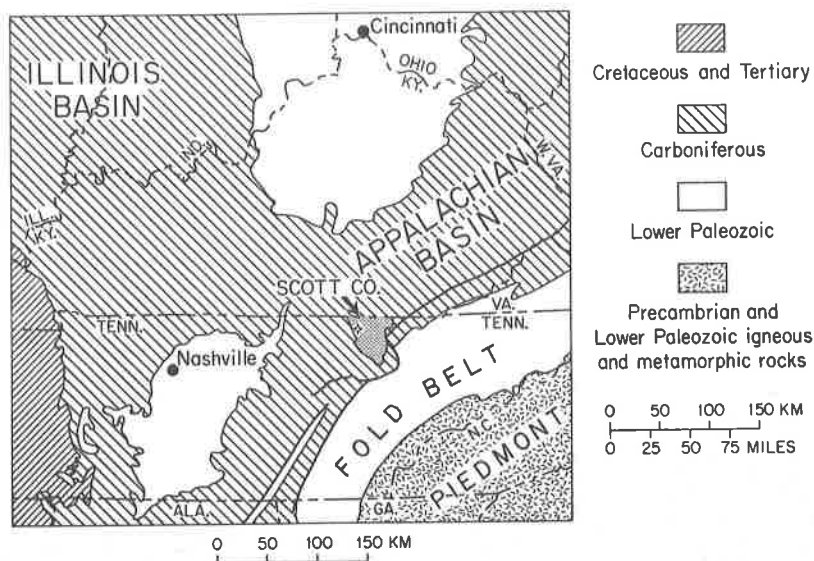 Cincinnati
OHIO
KY.
ILLINOIS
BASIN
IND.
W. VA.
ILL.
KY.
APPALACHIAN
BASIN
SCOTT CO.
VA.
TENN.
TENN.
Nashville
FOLD BELT
N.C.
PIEDMONT
ALA.
GA.
0 50 100 150 KM
Cretaceous and Tertiary
Carboniferous
Lower Paleozoic
Precambrian and
Lower Paleozoic igneous
and metamorphic rocks
0 50 100 150 KM
0 25 50 75 MILES